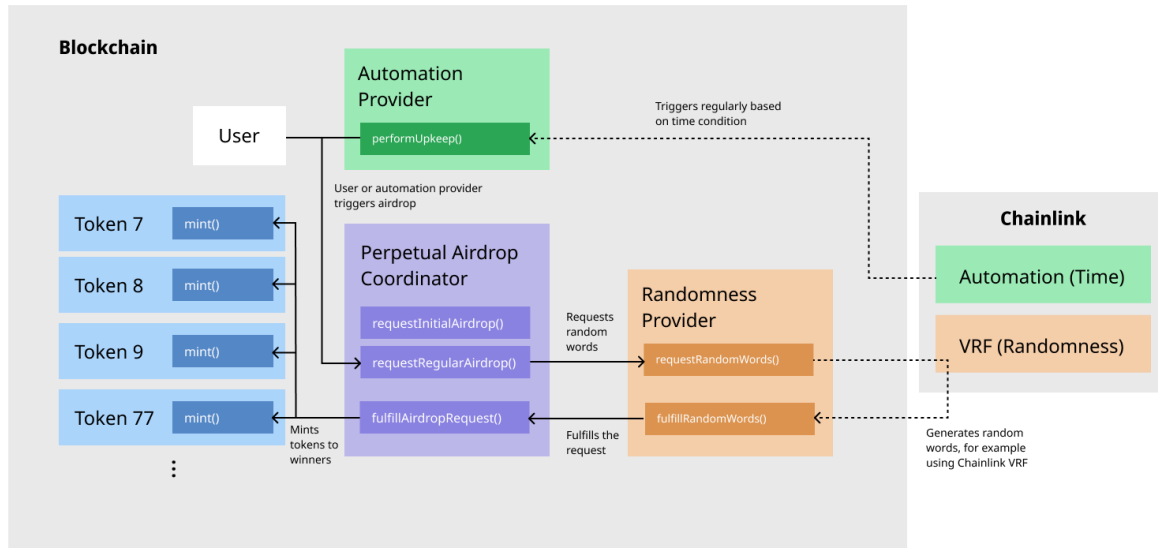 Blockchain
Automation
Provider
performUpkeep()
User
Triggers regularly based
on time condition
User or automation provider
triggers airdrop
Token 7
mint()
Token 8
mint()
Token 9
mint()
Token 77
mint()
Perpetual Airdrop
Coordinator
requestInitialAirdrop()
requestRegularAirdrop()
fulfillAirdropRequest()
Mints
tokens to
winners
Requests
random
words
Fulfills the
request
Randomness
Provider
requestRandomWords()
fulfillRandomWords()
Chainlink
Automation (Time)
VRF (Randomness)
Generates random
words, for example
using Chainlink VRF